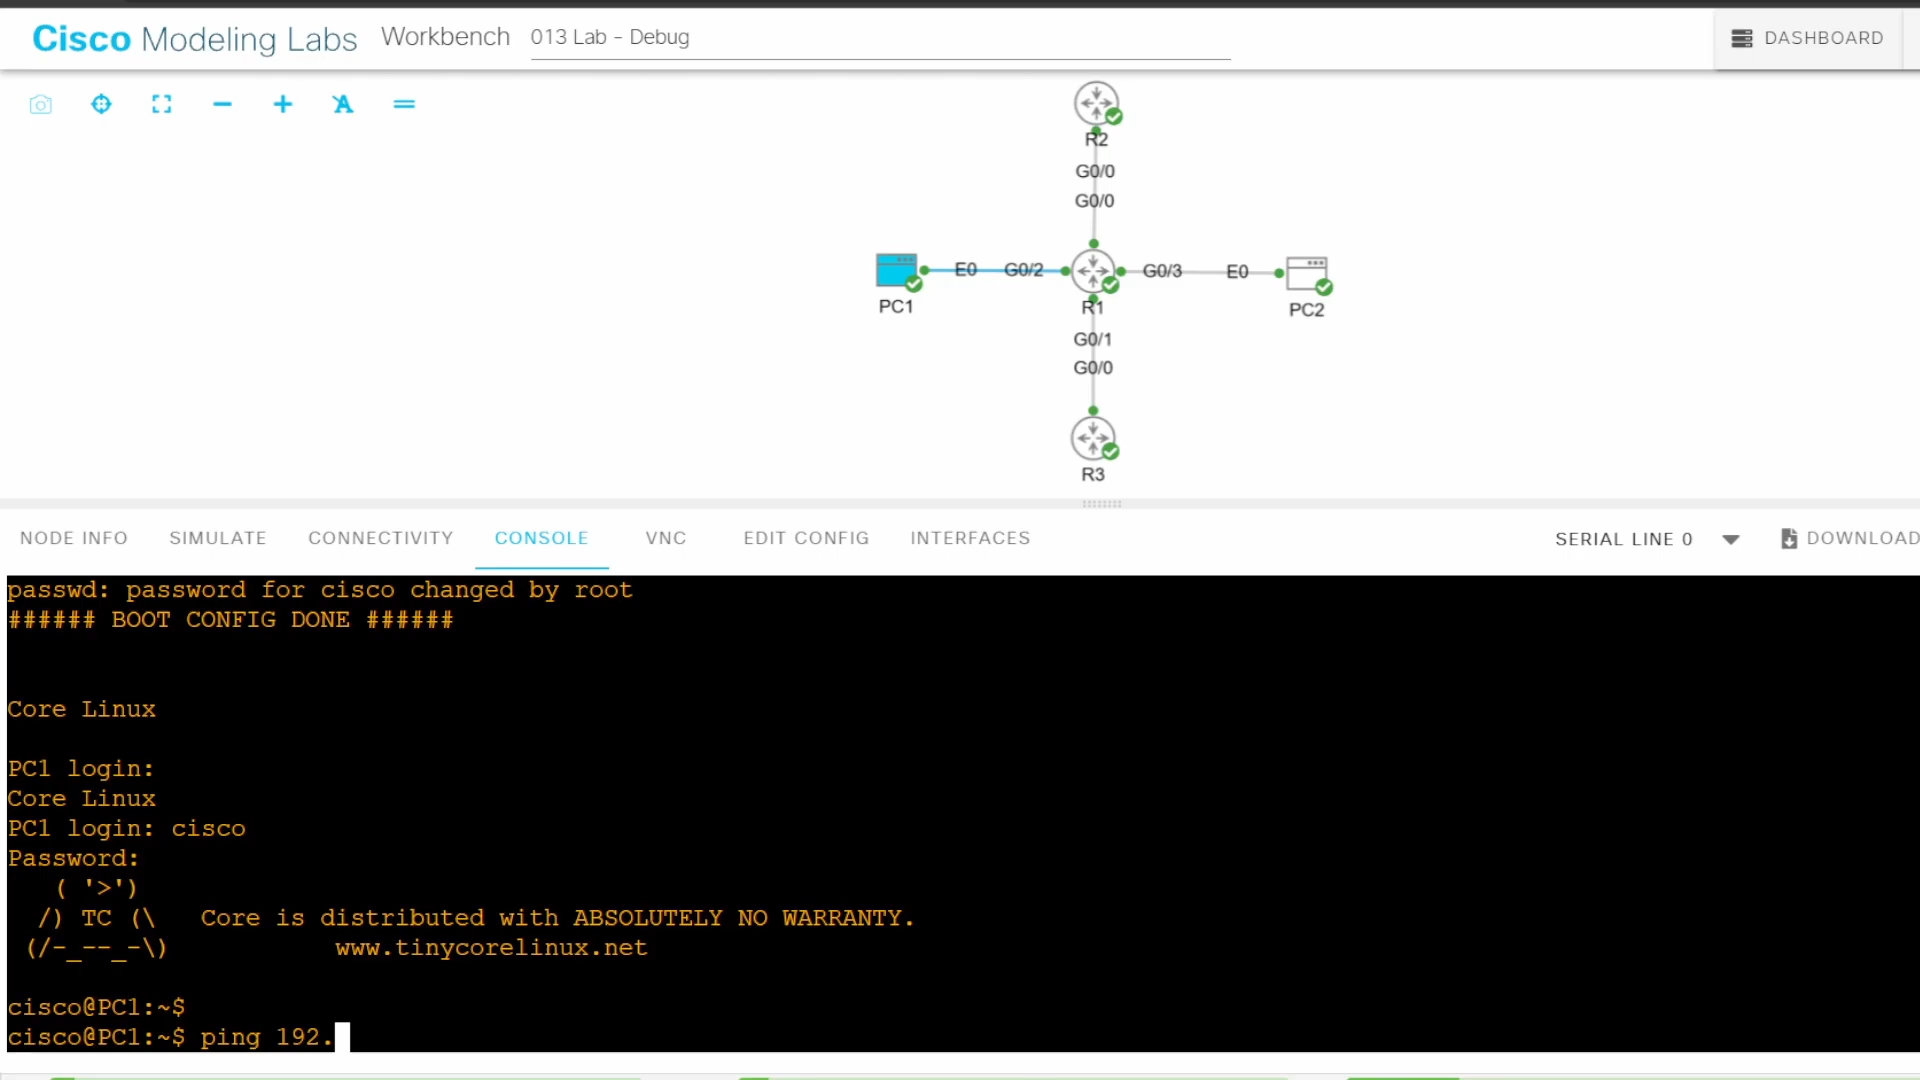 Cisco Modeling Labs Workbench 013 Lab - Debug DASHBOARD
R2
G0/0
G0/0
PC1 E0 G0/2 R1 G0/3 E0 PC2
G0/1
G0/0
R3
NODE INFO SIMULATE CONNECTIVITY CONSOLE VNC EDIT CONFIG INTERFACES SERIAL LINE 0 DOWNLOAD
passwd: password for cisco changed by root
###### BOOT CONFIG DONE ######
Core Linux
PC1 login:
Core Linux
PC1 login: cisco
Password:
( '>')
/) TC (\ Core is distributed with ABSOLUTELY NO WARRANTY.
(/-_--_-\) www.tinycorelinux.net
cisco@PC1:~$
cisco@PC1:~$ ping 192.